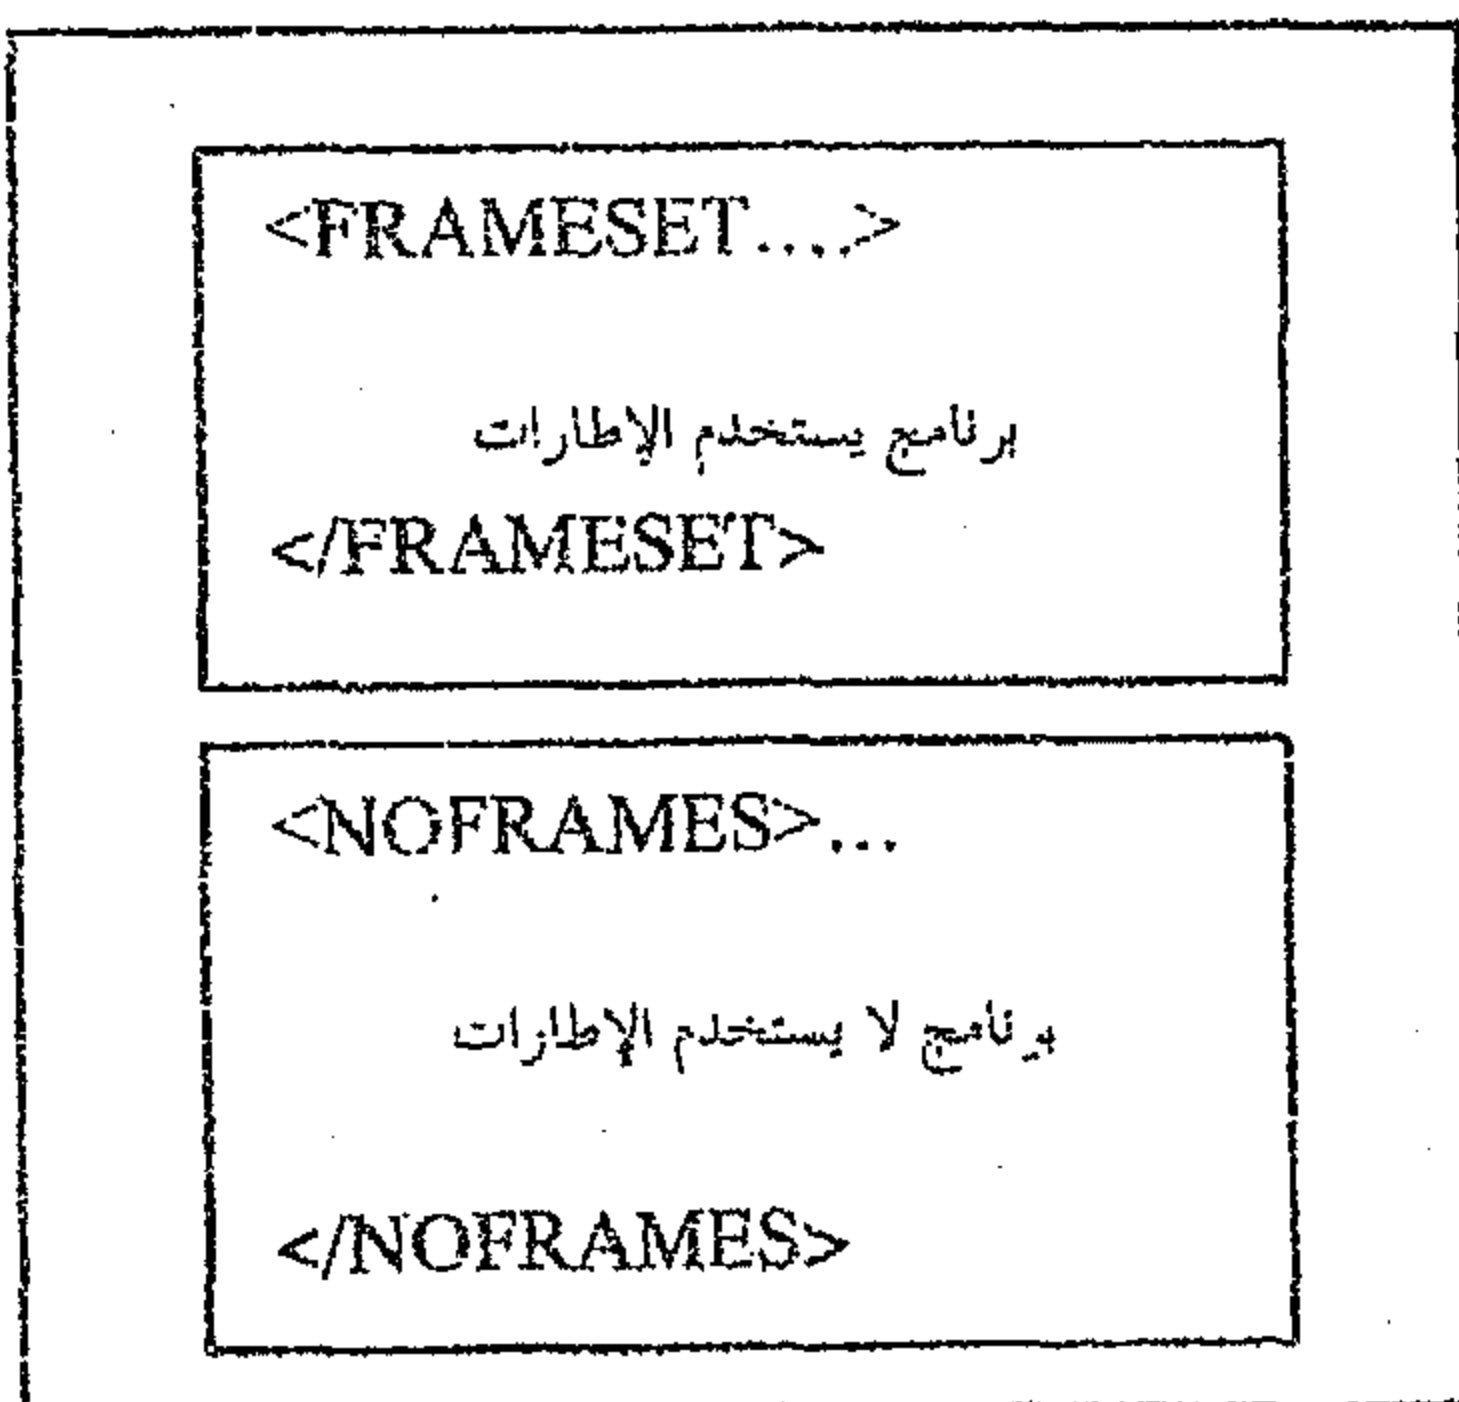 <FRAMESET....>
برنامج يستخدم الإطارات
</FRAMESET>
<NOFRAMES>...
برنامج لا يستخدم الإطارات
</NOFRAMES>